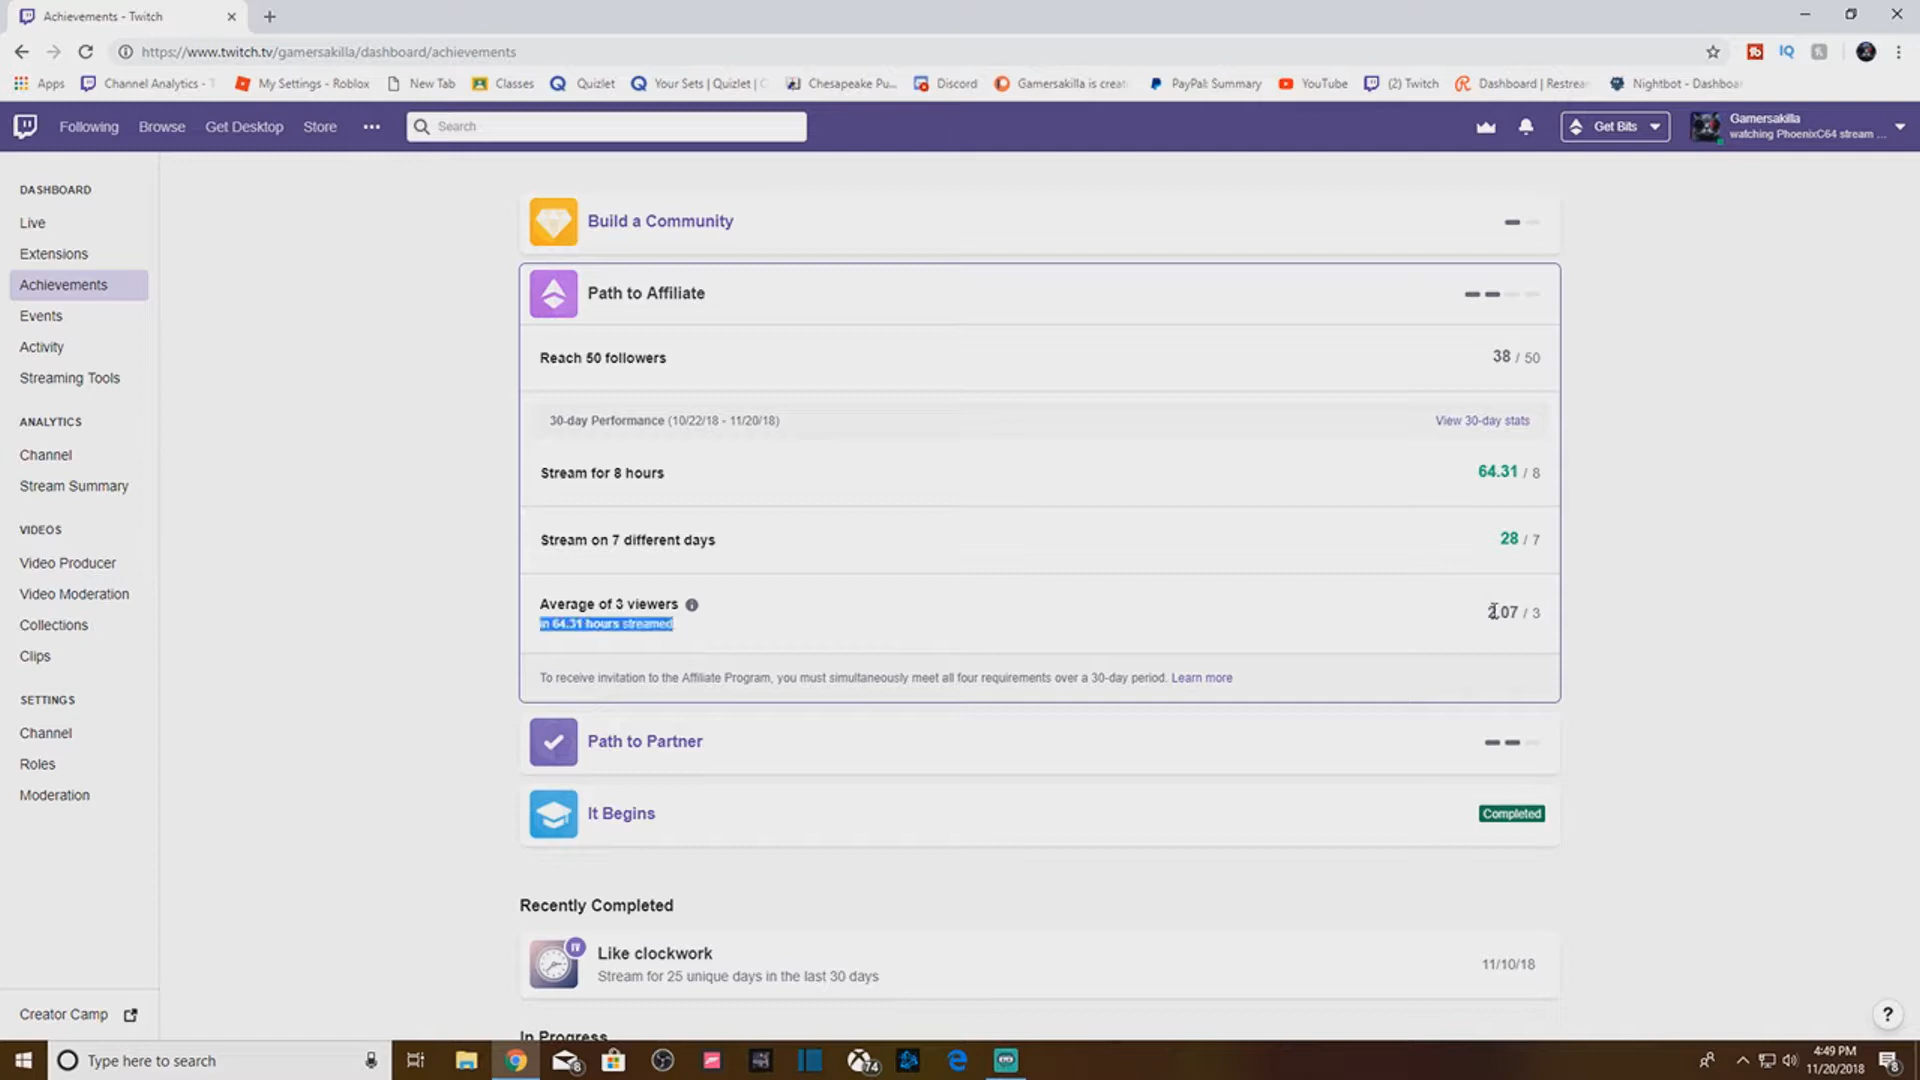 Achievements - Twitch
https://www.twitch.tv/gamersakilla/dashboard/achievements
Apps Channel Analytics - T My Settings - Roblox New Tab Classes Quizlet Your Sets | Quizlet | Chesapeake Pu... Discord Gamersakilla is creati PayPal: Summary YouTube (2) Twitch Dashboard | Restrea Nightbot - Dashboa
Following Browse Get Desktop Store ••• Search Get Bits Gamersakilla
watching PhoenixC64 stream ...
DASHBOARD
Live
Extensions
Achievements
Events
Activity
Streaming Tools
ANALYTICS
Channel
Stream Summary
VIDEOS
Video Producer
Video Moderation
Collections
Clips
SETTINGS
Channel
Roles
Moderation
Creator Camp
Build a Community
Path to Affiliate
Reach 50 followers 38 / 50
30-day Performance (10/22/18 - 11/20/18) View 30-day stats
Stream for 8 hours 64.31 / 8
Stream on 7 different days 28 / 7
Average of 3 viewers
in 64.31 hours streamed 2.07 / 3
To receive invitation to the Affiliate Program, you must simultaneously meet all four requirements over a 30-day period. Learn more
Path to Partner
It Begins Completed
Recently Completed
Like clockwork
Stream for 25 unique days in the last 30 days 11/10/18
In Progress
?
Type here to search 8 74 4:49 PM
11/20/2018 8